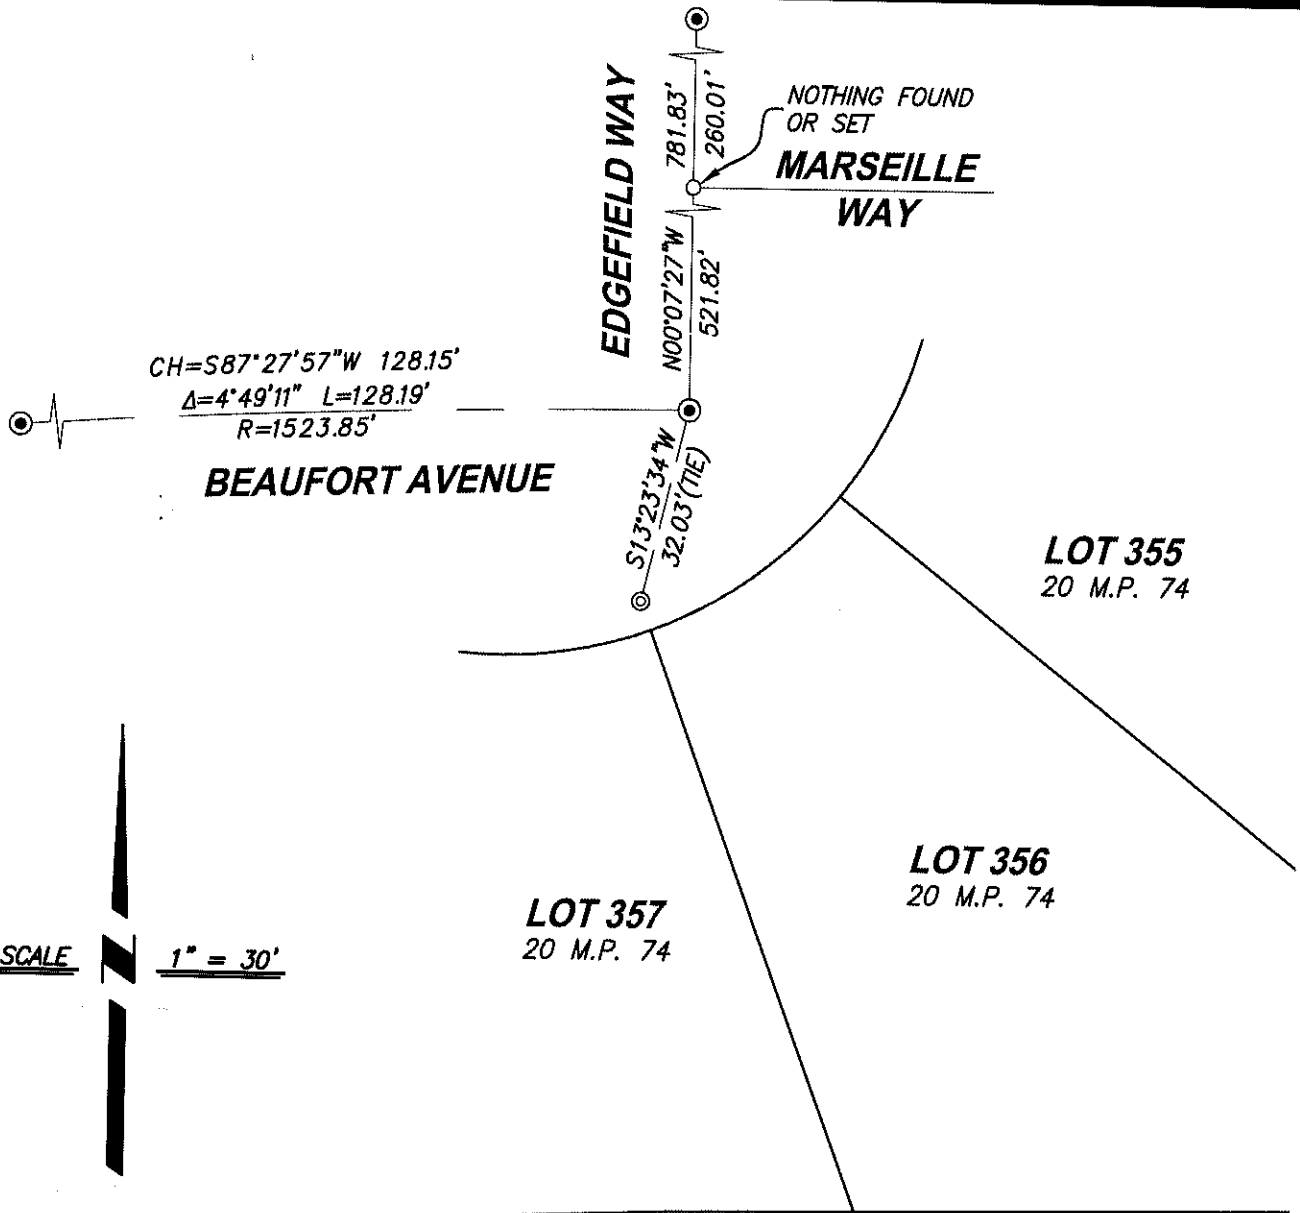 EDGEFIELD WAY
781.83'
260.01'
NOTHING FOUND
OR SET
MARSEILLE
WAY
N00°07'27"W
521.82'
CH=S87°27'57"W 128.15'
Δ=4°49'11" L=128.19'
R=1523.85'
BEAUFORT AVENUE
S13°23'34"W
32.03'(TIE)
LOT 355
20 M.P. 74
LOT 356
20 M.P. 74
LOT 357
20 M.P. 74
SCALE N 1" = 30'